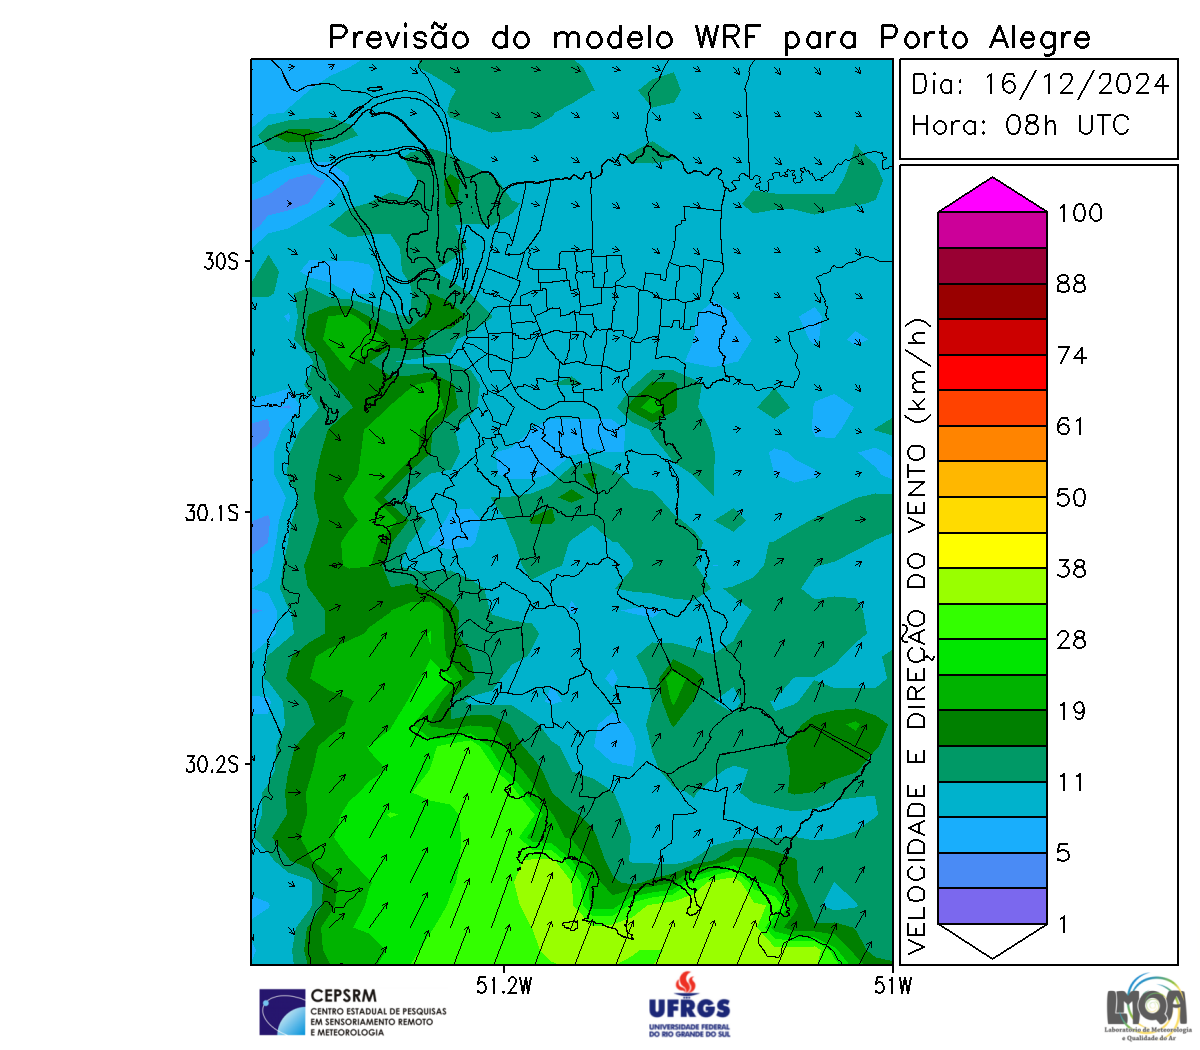 Previsão do modelo WRF para Porto Alegre
Dia: 16/12/2024
Hora: 08h UTC
VELOCIDADE E DIREÇÃO DO VENTO (km/h)
100
88
74
61
50
38
28
19
11
5
1
30S
30.1S
30.2S
51.2W
51W
CEPSRM
CENTRO ESTADUAL DE PESQUISAS
EM SENSORIAMENTO REMOTO
E METEOROLOGIA
UFRGS
UNIVERSIDADE FEDERAL
DO RIO GRANDE DO SUL
LMQA
Laboratório de Meteorologia
e Qualidade do Ar